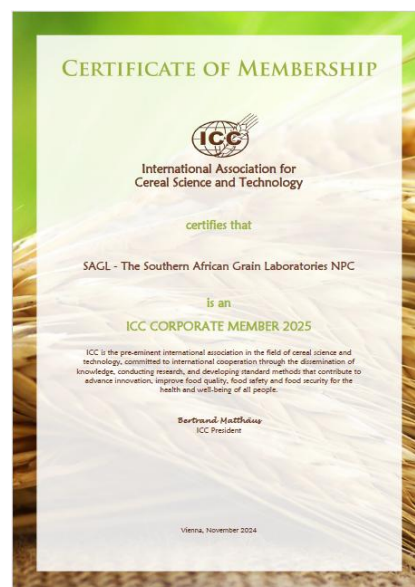 CERTIFICATE OF MEMBERSHIP
ICC
International Association for
Cereal Science and Technology
certifies that
SAGL - The Southern African Grain Laboratories NPC
is an
ICC CORPORATE MEMBER 2025
ICC is the pre-eminent international association in the field of cereal science and
technology, committed to international cooperation through the dissemination of
knowledge, conducting research, and developing standard methods that contribute to
advance innovation, improve food quality, food safety and food security for the
health and well-being of all people.
Bertrand Matthäus
ICC President
Vienna, November 2024